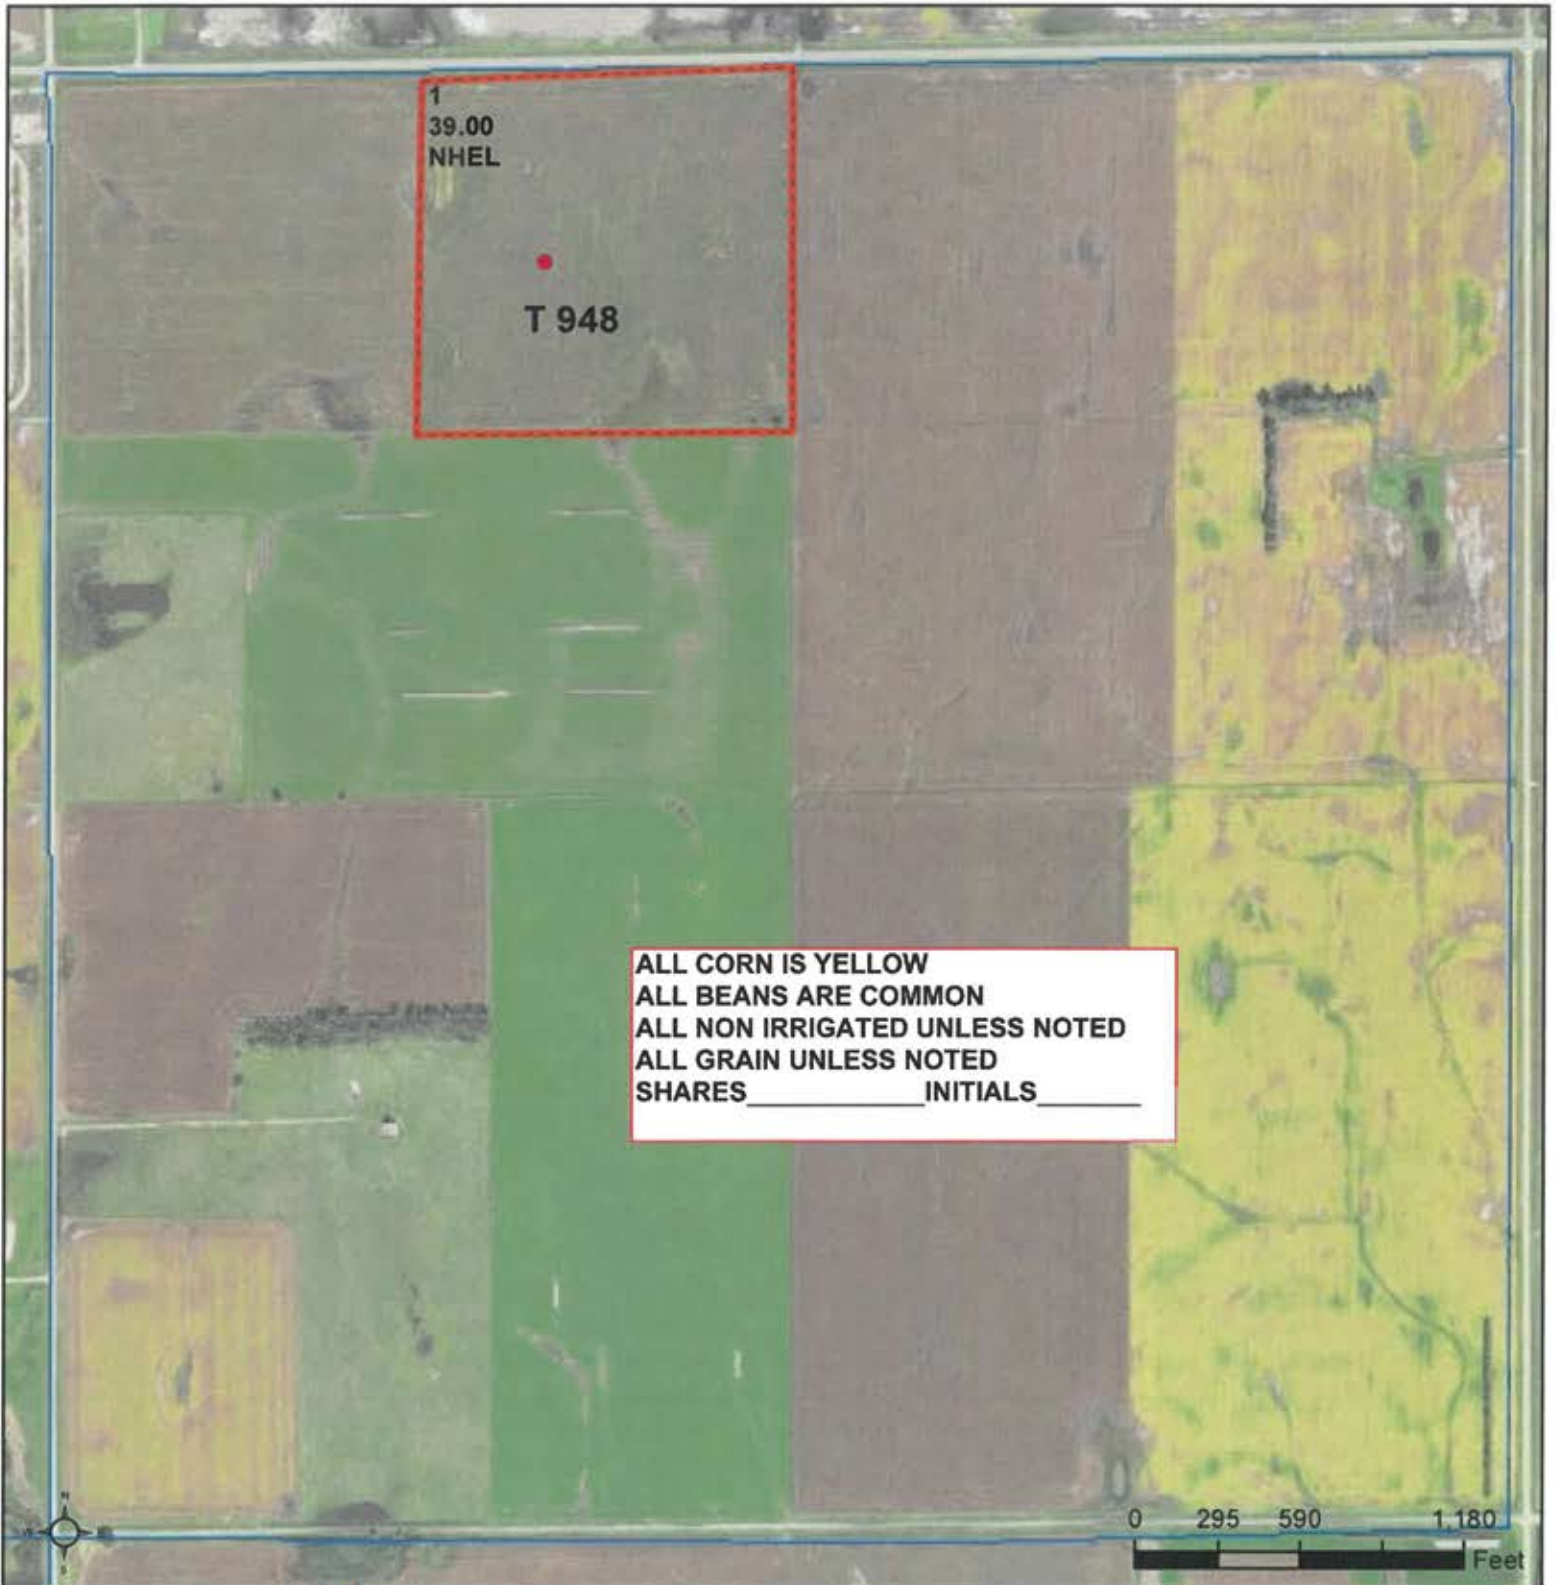 1
39.00
NHEL
T 948
ALL CORN IS YELLOW
ALL BEANS ARE COMMON
ALL NON IRRIGATED UNLESS NOTED
ALL GRAIN UNLESS NOTED
SHARES____________INITIALS_______
N
S
0 295 590 1,180
Feet